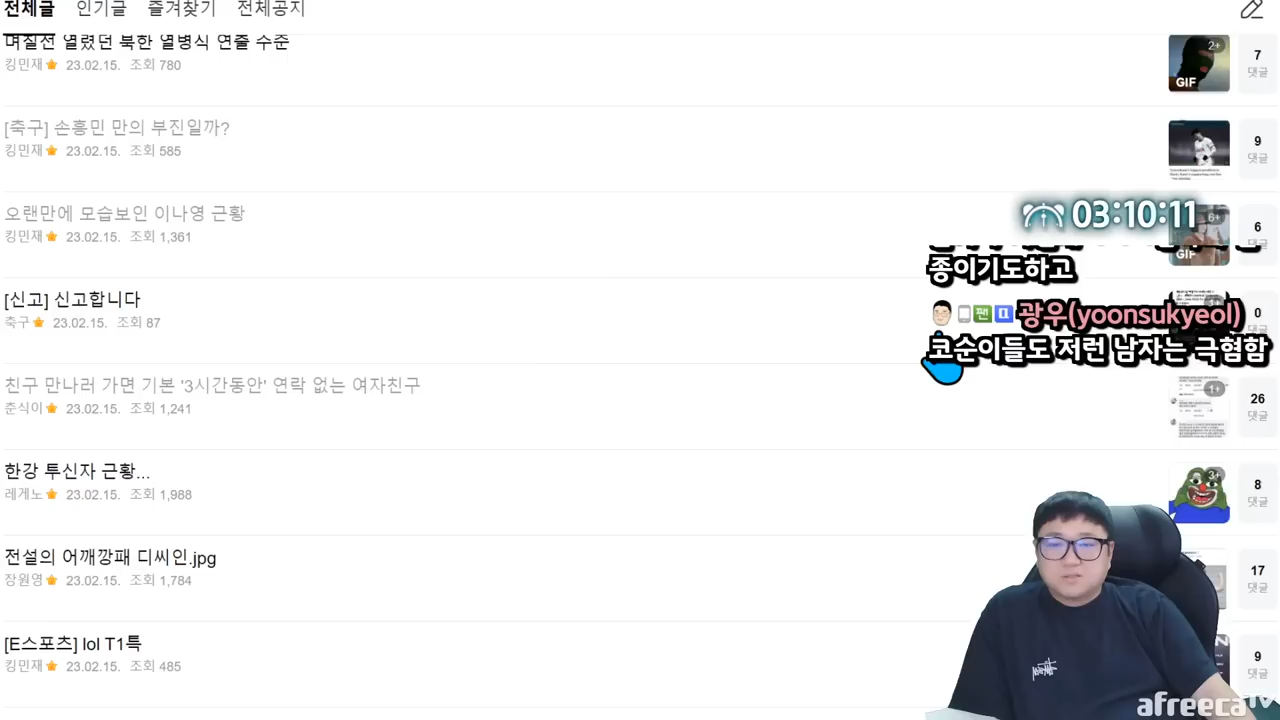 전체글 인기글 즐겨찾기 전체공지
며칠전 열렸던 북한 열병식 연출 수준
킹민재 23.02.15. 조회 780
2+
GIF
7
댓글
[축구] 손흥민 만의 부진일까?
킹민재 23.02.15. 조회 585
9
댓글
오랜만에 모습보인 이나영 근황
킹민재 23.02.15. 조회 1,361
03:10:11
6+
GIF
6
댓글
종이기도하고
[신고] 신고합니다
축구 23.02.15. 조회 87
0
댓글
팬
광우(yoonsukyeol)
코순이들도 저런 남자는 극혐함
친구 만나러 가면 기본 '3시간동안' 연락 없는 여자친구
춘식이 23.02.15. 조회 1,241
1+
26
댓글
한강 투신자 근황...
레게노 23.02.15. 조회 1,988
3+
8
댓글
전설의 어깨깡패 디씨인.jpg
장원영 23.02.15. 조회 1,784
17
댓글
[E스포츠] lol T1특
킹민재 23.02.15. 조회 485
9
댓글
afreecaTV